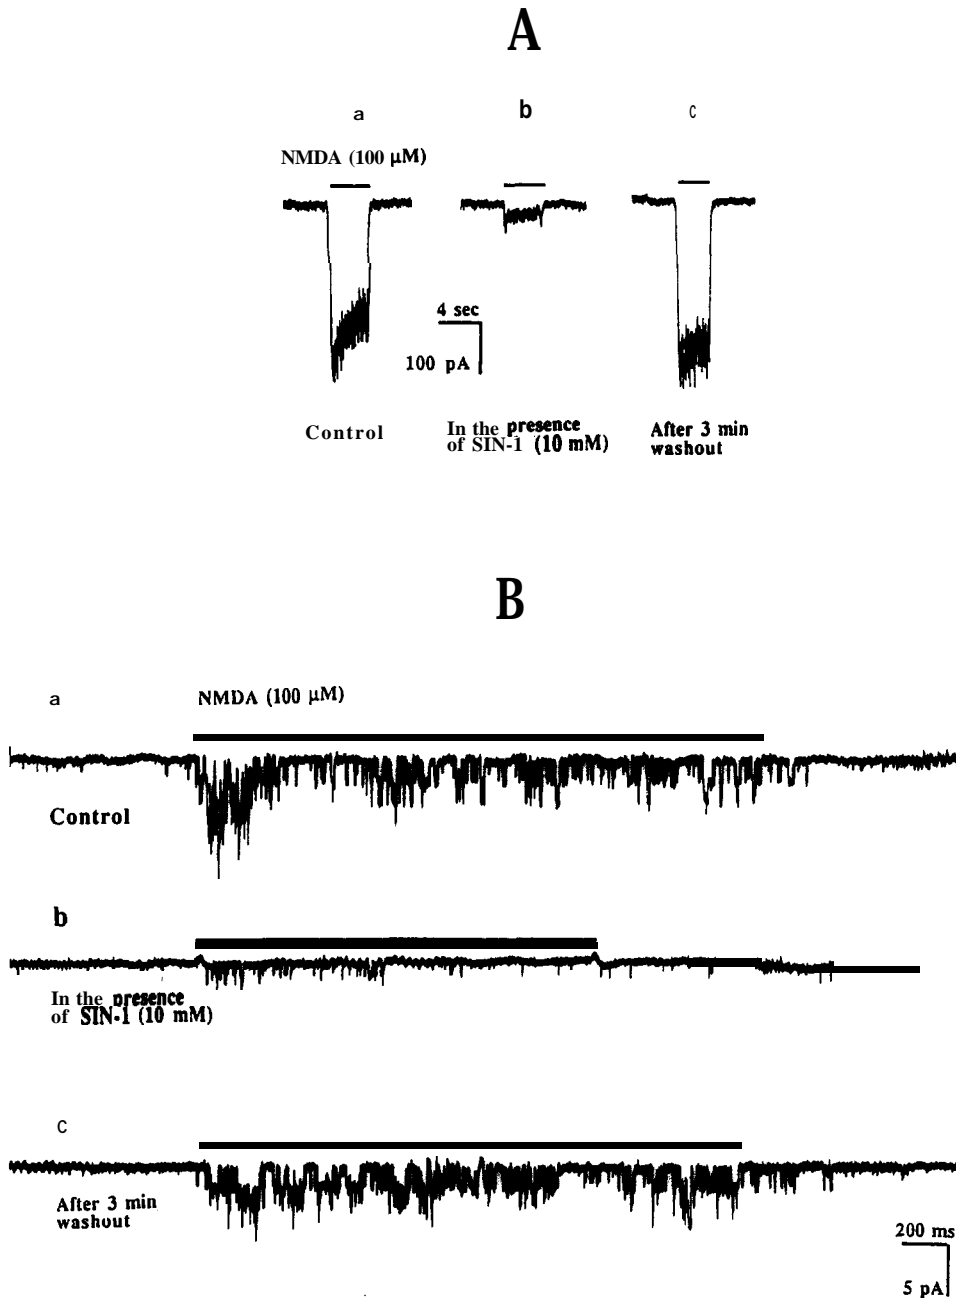 A
a
b
c
NMDA (100 μM)
4 sec
100 pA
Control
In the presence
of SIN-1 (10 mM)
After 3 min
washout
B
a
NMDA (100 μM)
Control
b
In the presence
of SIN-1 (10 mM)
c
After 3 min
washout
200 ms
5 pA